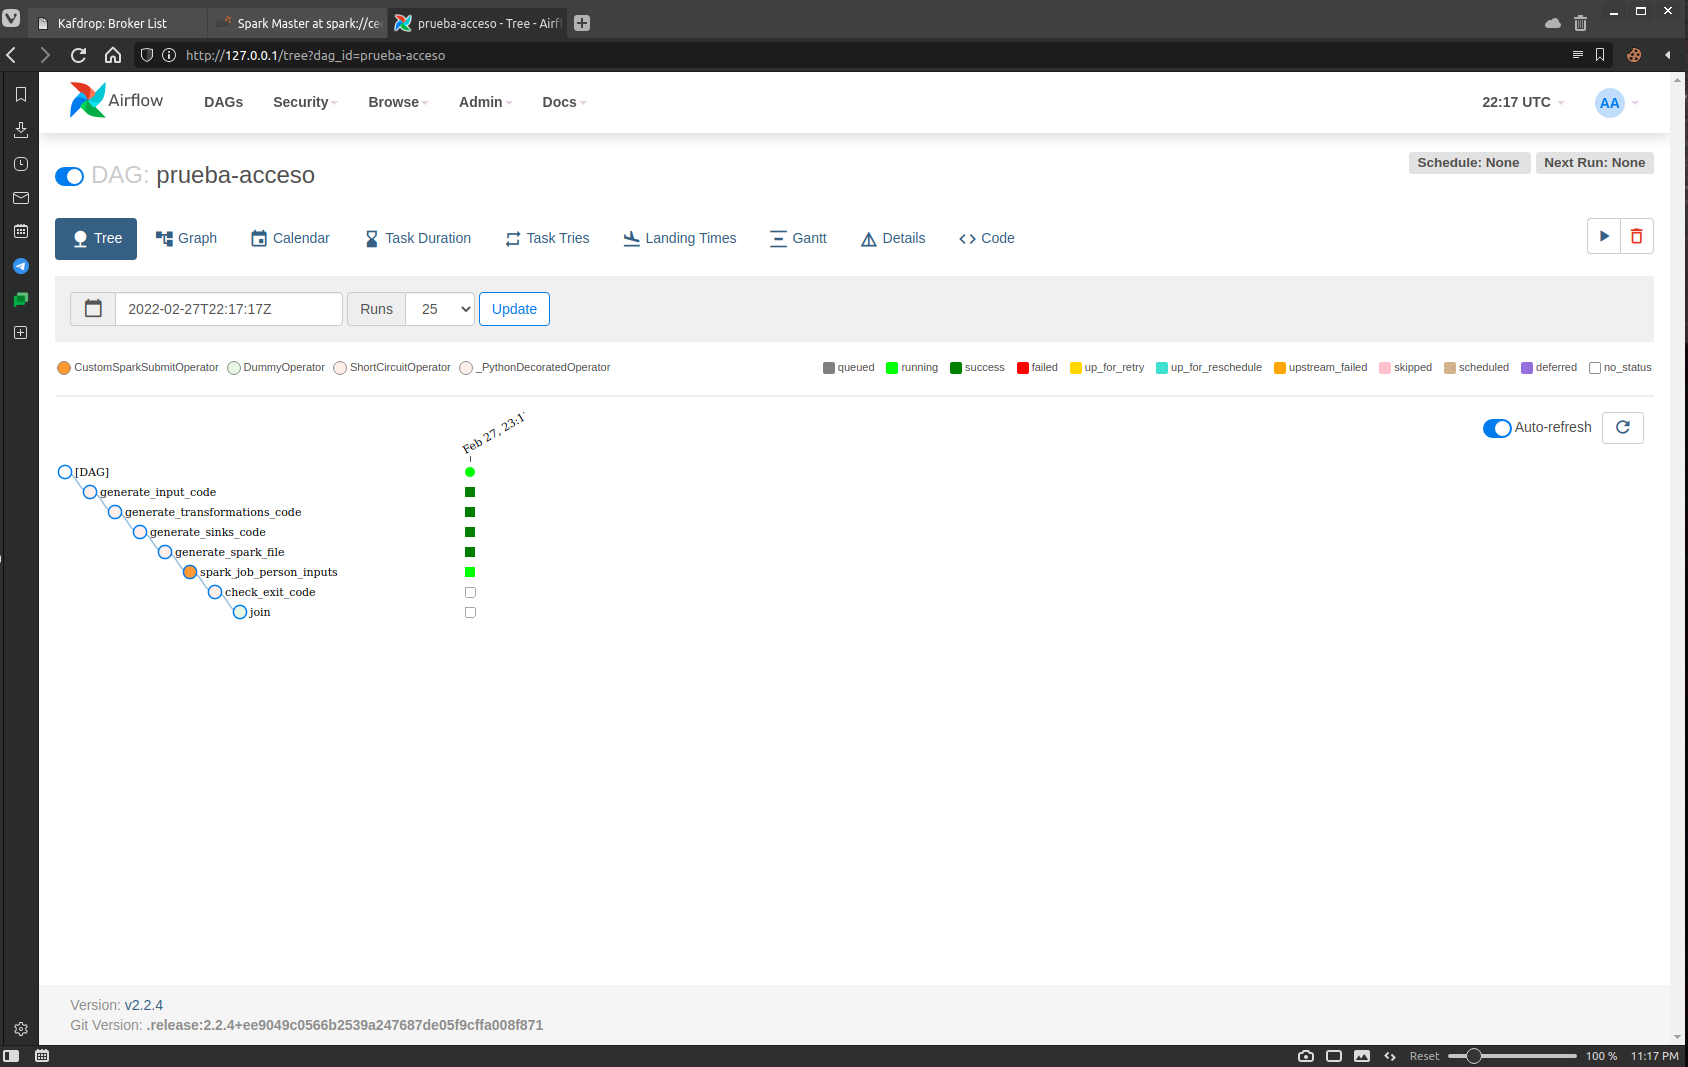 Kafdrop: Broker List
Spark Master at spark://ce
prueba-acceso - Tree - Airfl
http://127.0.0.1/tree?dag_id=prueba-acceso
Airflow
DAGs
Security
Browse
Admin
Docs
22:17 UTC
AA
DAG: prueba-acceso
Schedule: None
Next Run: None
Tree
Graph
Calendar
Task Duration
Task Tries
Landing Times
Gantt
Details
Code
2022-02-27T22:17:17Z
Runs
25
Update
CustomSparkSubmitOperator
DummyOperator
ShortCircuitOperator
_PythonDecoratedOperator
queued
running
success
failed
up_for_retry
up_for_reschedule
upstream_failed
skipped
scheduled
deferred
no_status
Feb 27, 23:1
Auto-refresh
[DAG]
generate_input_code
generate_transformations_code
generate_sinks_code
generate_spark_file
spark_job_person_inputs
check_exit_code
join
Version: v2.2.4
Git Version: .release:2.2.4+ee9049c0566b2539a247687de05f9cffa008f871
Reset
100 %
11:17 PM